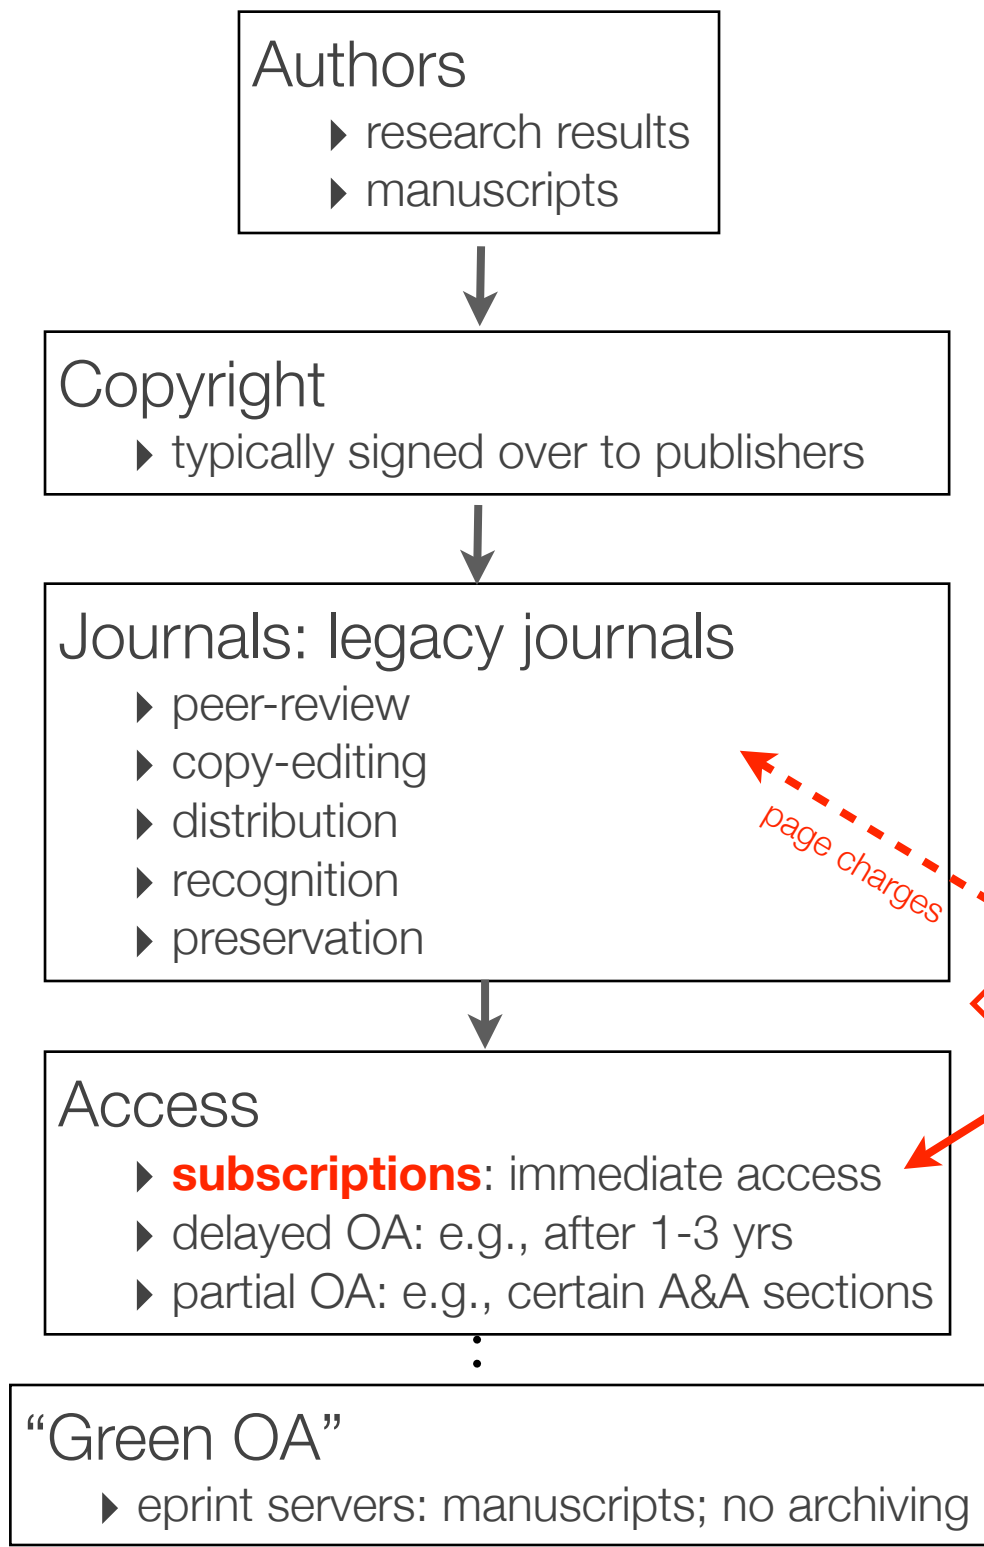 Authors
▸ research results
▸ manuscripts
Copyright
▸ typically signed over to publishers
Journals: legacy journals
▸ peer-review
▸ copy-editing
▸ distribution
▸ recognition
▸ preservation
page charges
Access
▸ subscriptions: immediate access
▸ delayed OA: e.g., after 1-3 yrs
▸ partial OA: e.g., certain A&A sections
“Green OA”
▸ eprint servers: manuscripts; no archiving